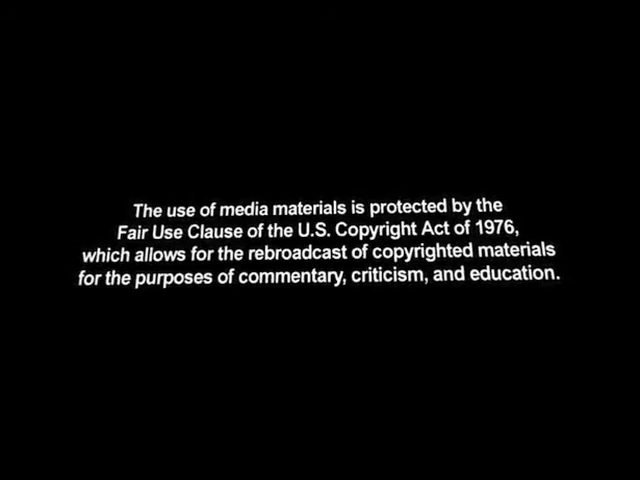 The use of media materials is protected by the
Fair Use Clause of the U.S. Copyright Act of 1976,
which allows for the rebroadcast of copyrighted materials
for the purposes of commentary, criticism, and education.